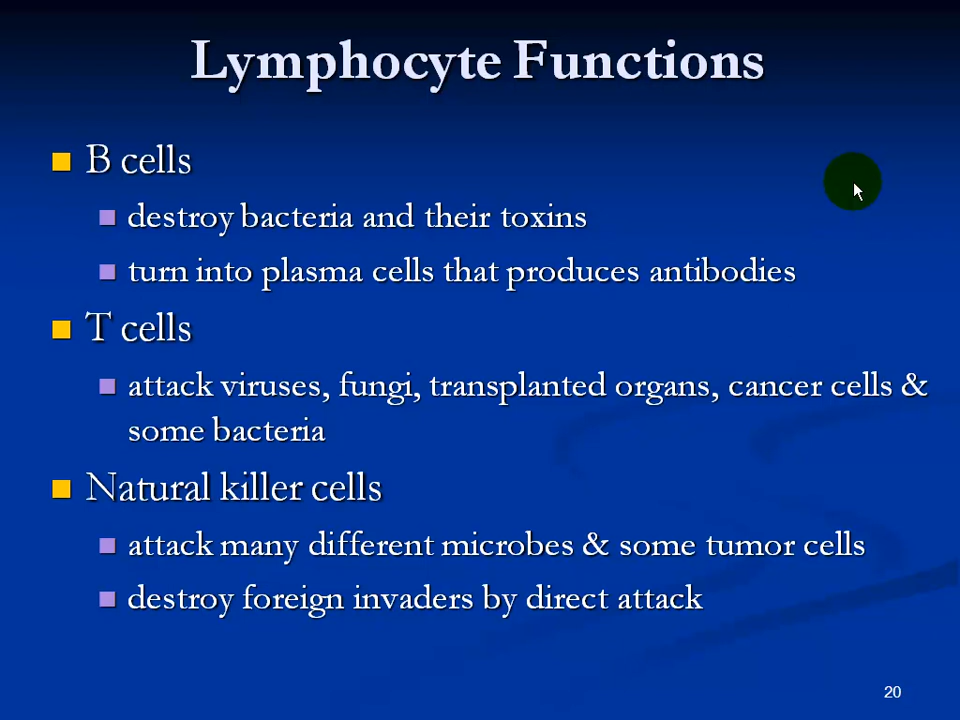 Lymphocyte Functions
B cells
destroy bacteria and their toxins
turn into plasma cells that produces antibodies
T cells
attack viruses, fungi, transplanted organs, cancer cells &
some bacteria
Natural killer cells
attack many different microbes & some tumor cells
destroy foreign invaders by direct attack
20